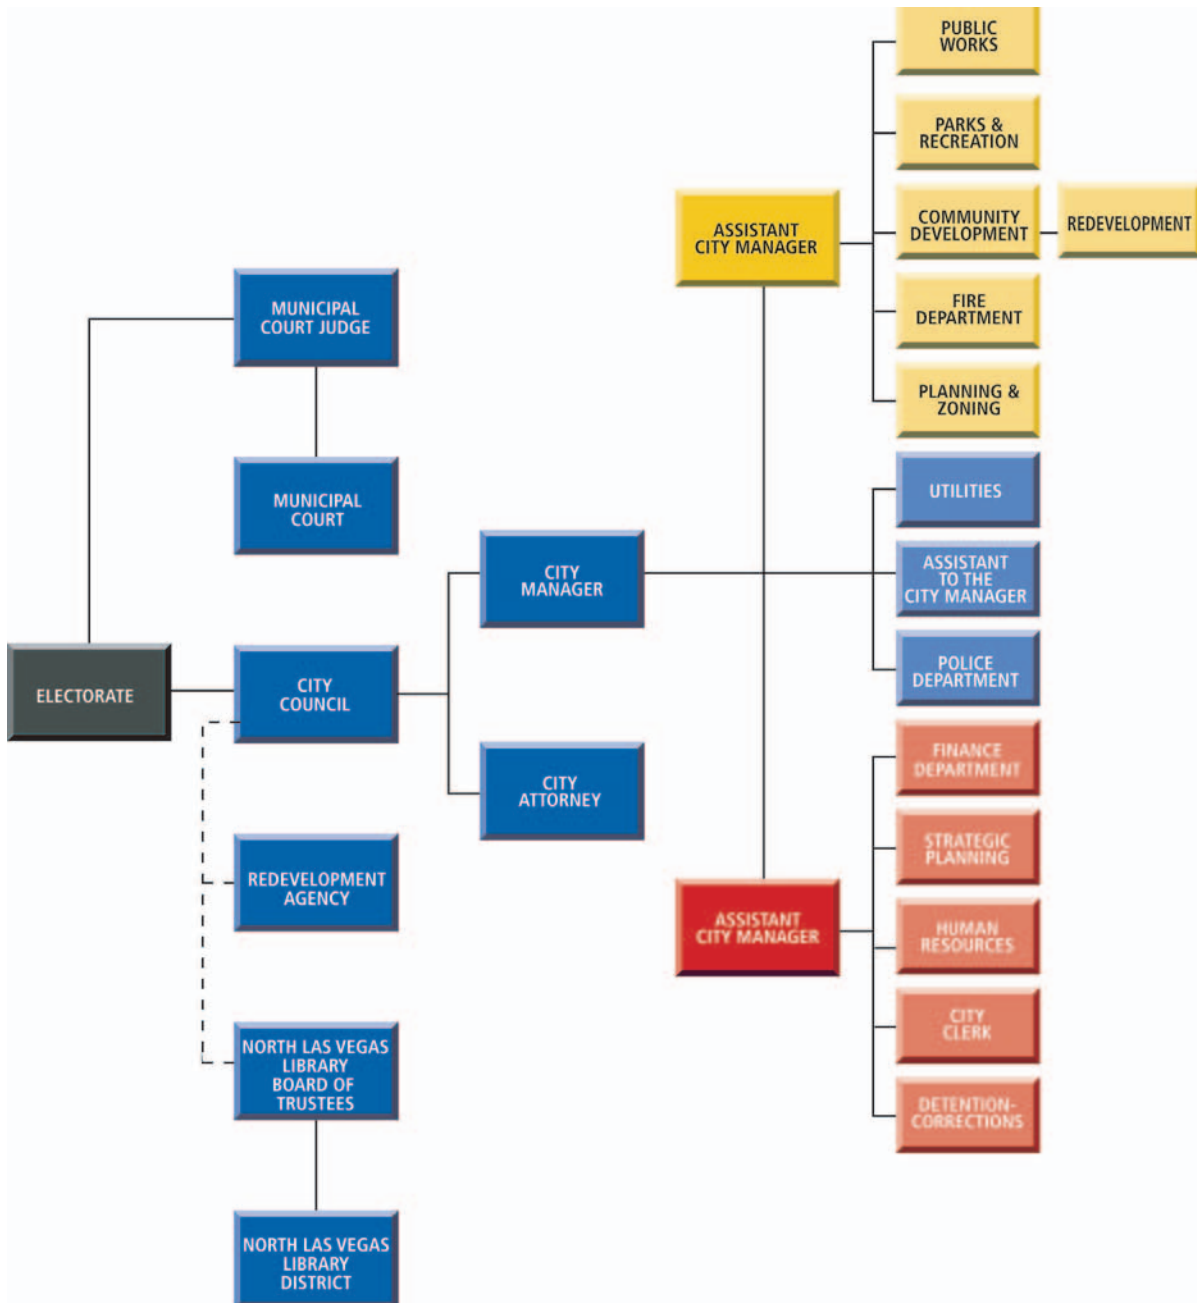 PUBLIC
WORKS
PARKS &
RECREATION
ASSISTANT
CITY MANAGER
COMMUNITY
DEVELOPMENT
REDEVELOPMENT
FIRE
DEPARTMENT
PLANNING &
ZONING
MUNICIPAL
COURT JUDGE
MUNICIPAL
COURT
UTILITIES
CITY
MANAGER
ASSISTANT
TO THE
CITY MANAGER
POLICE
DEPARTMENT
ELECTORATE
CITY
COUNCIL
CITY
ATTORNEY
FINANCE
DEPARTMENT
STRATEGIC
PLANNING
REDEVELOPMENT
AGENCY
ASSISTANT
CITY MANAGER
HUMAN
RESOURCES
CITY
CLERK
DETENTION-
CORRECTIONS
NORTH LAS VEGAS
LIBRARY
BOARD OF
TRUSTEES
NORTH LAS VEGAS
LIBRARY
DISTRICT